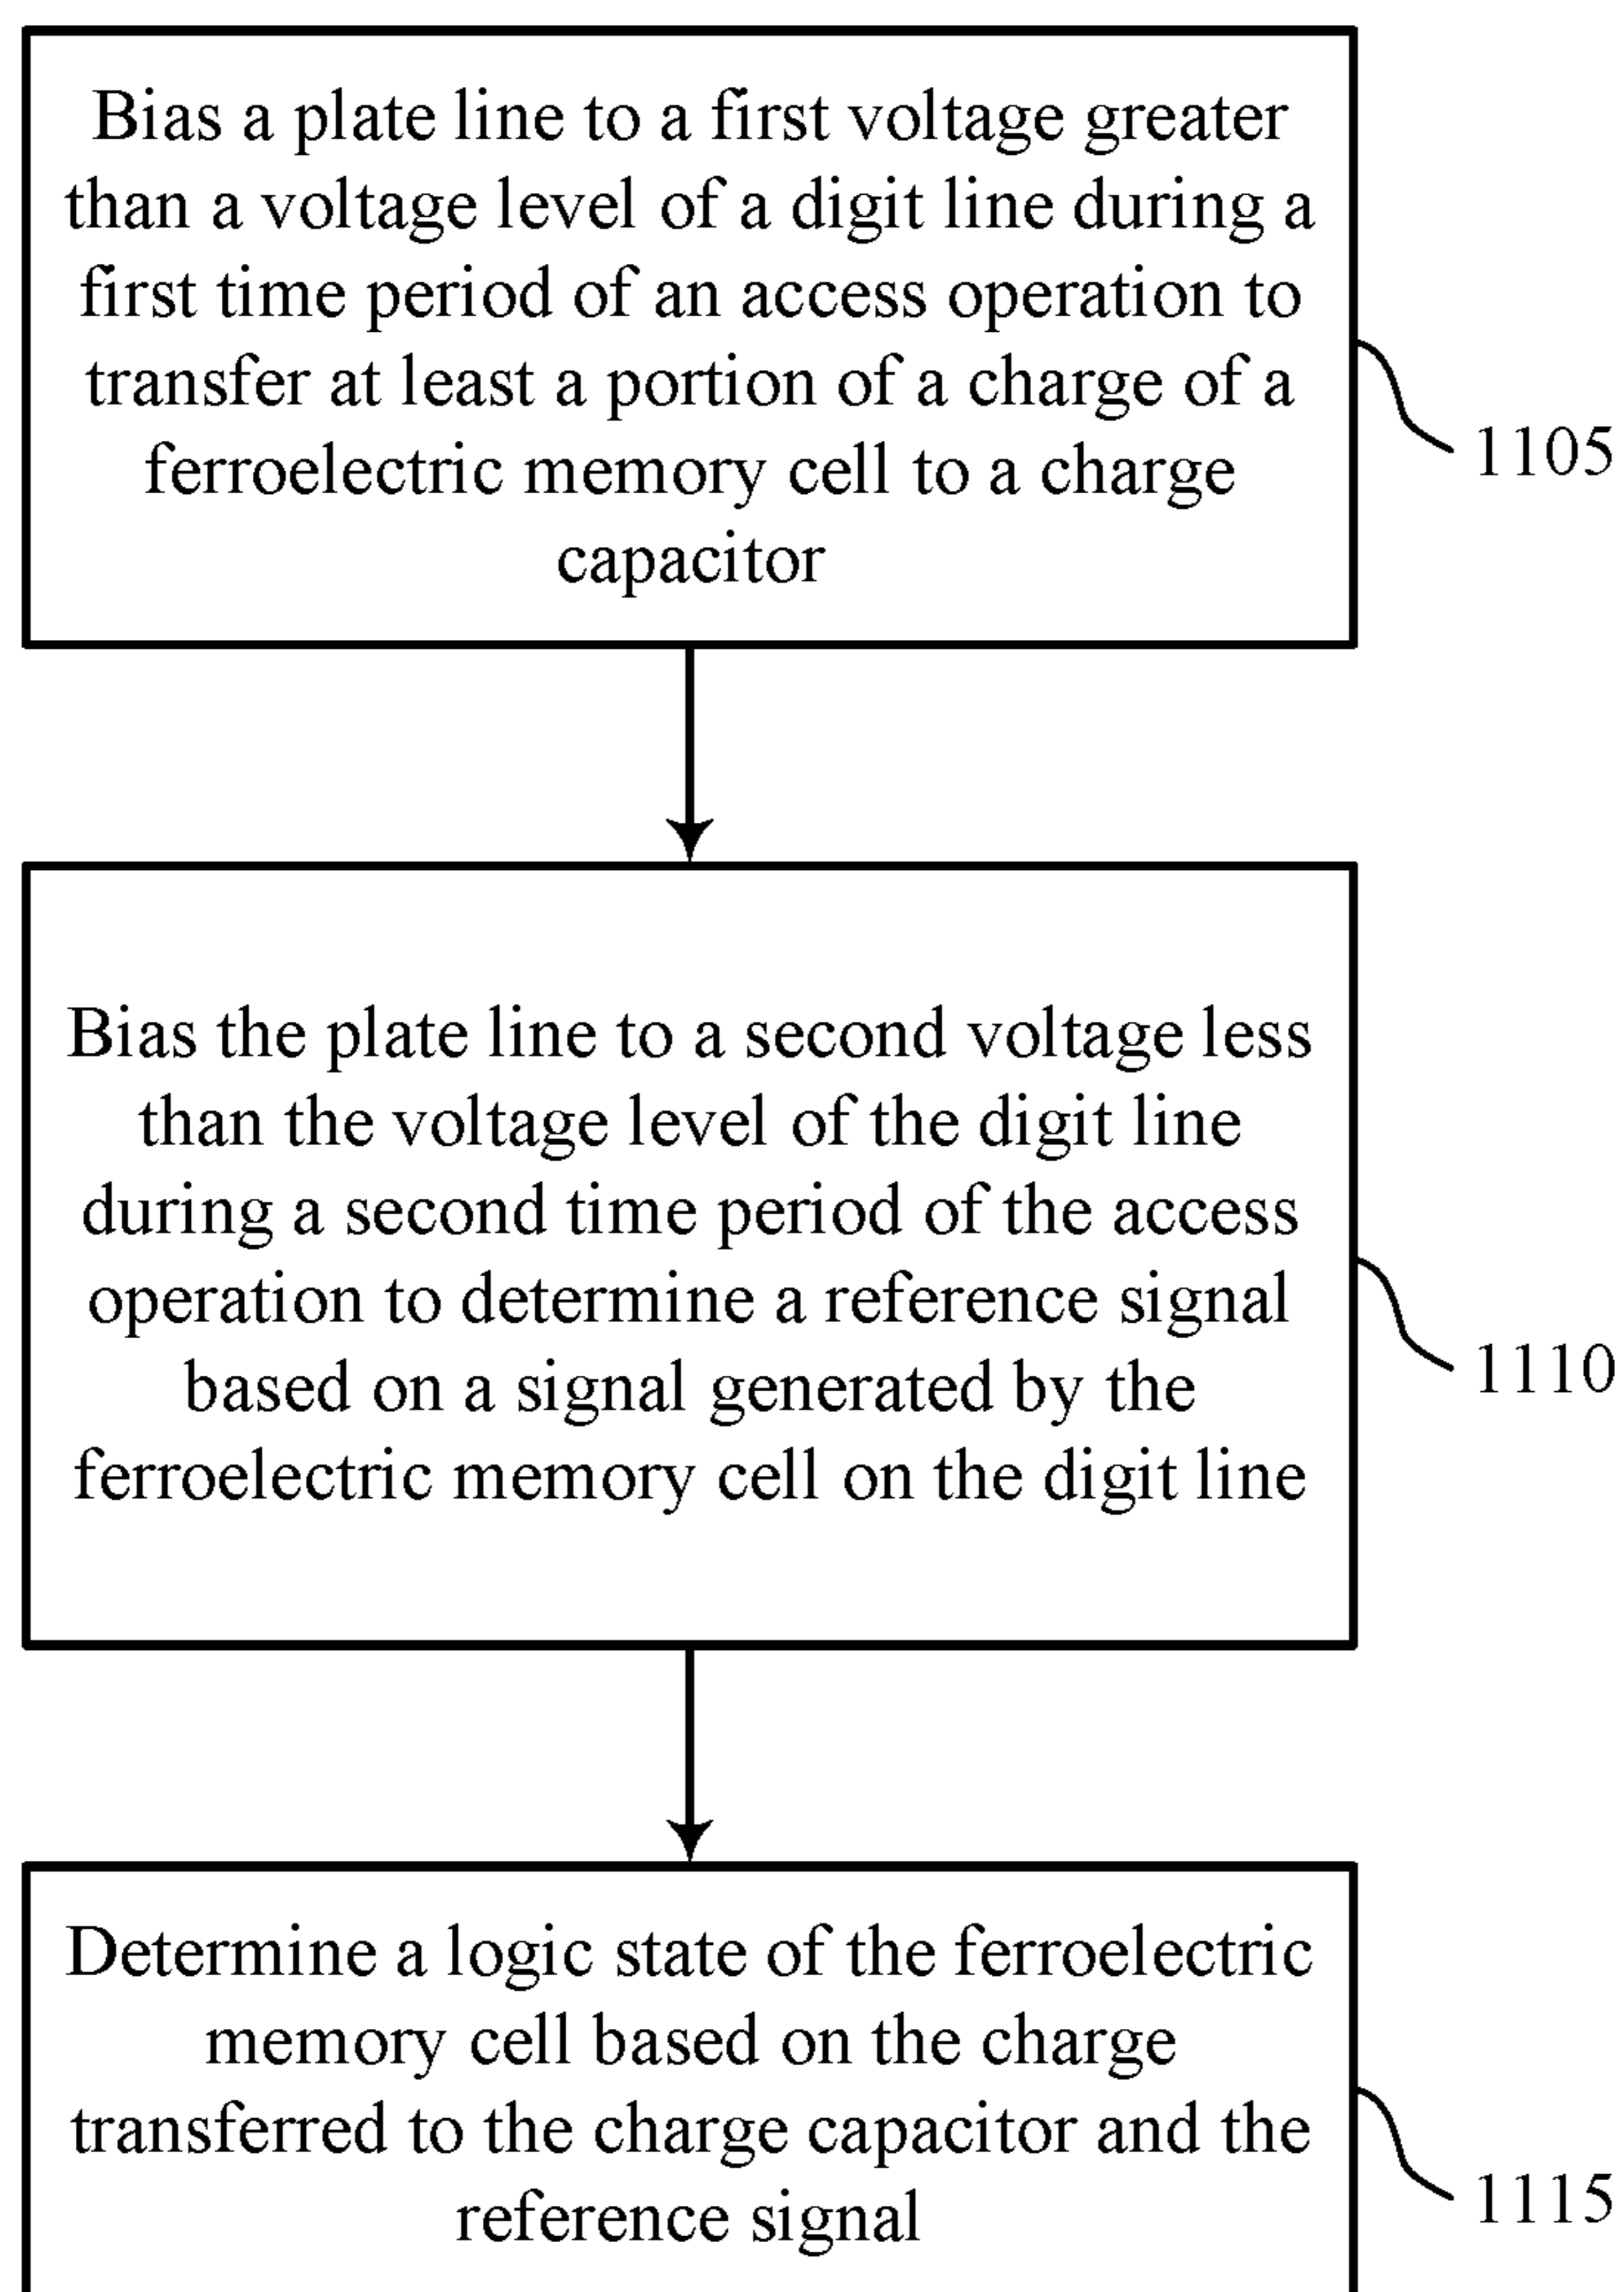 Bias a plate line to a first voltage greater
than a voltage level of a digit line during a
first time period of an access operation to
transfer at least a portion of a charge of a
ferroelectric memory cell to a charge
capacitor
1105
Bias the plate line to a second voltage less
than the voltage level of the digit line
during a second time period of the access
operation to determine a reference signal
based on a signal generated by the
ferroelectric memory cell on the digit line
1110
Determine a logic state of the ferroelectric
memory cell based on the charge
transferred to the charge capacitor and the
reference signal
1115